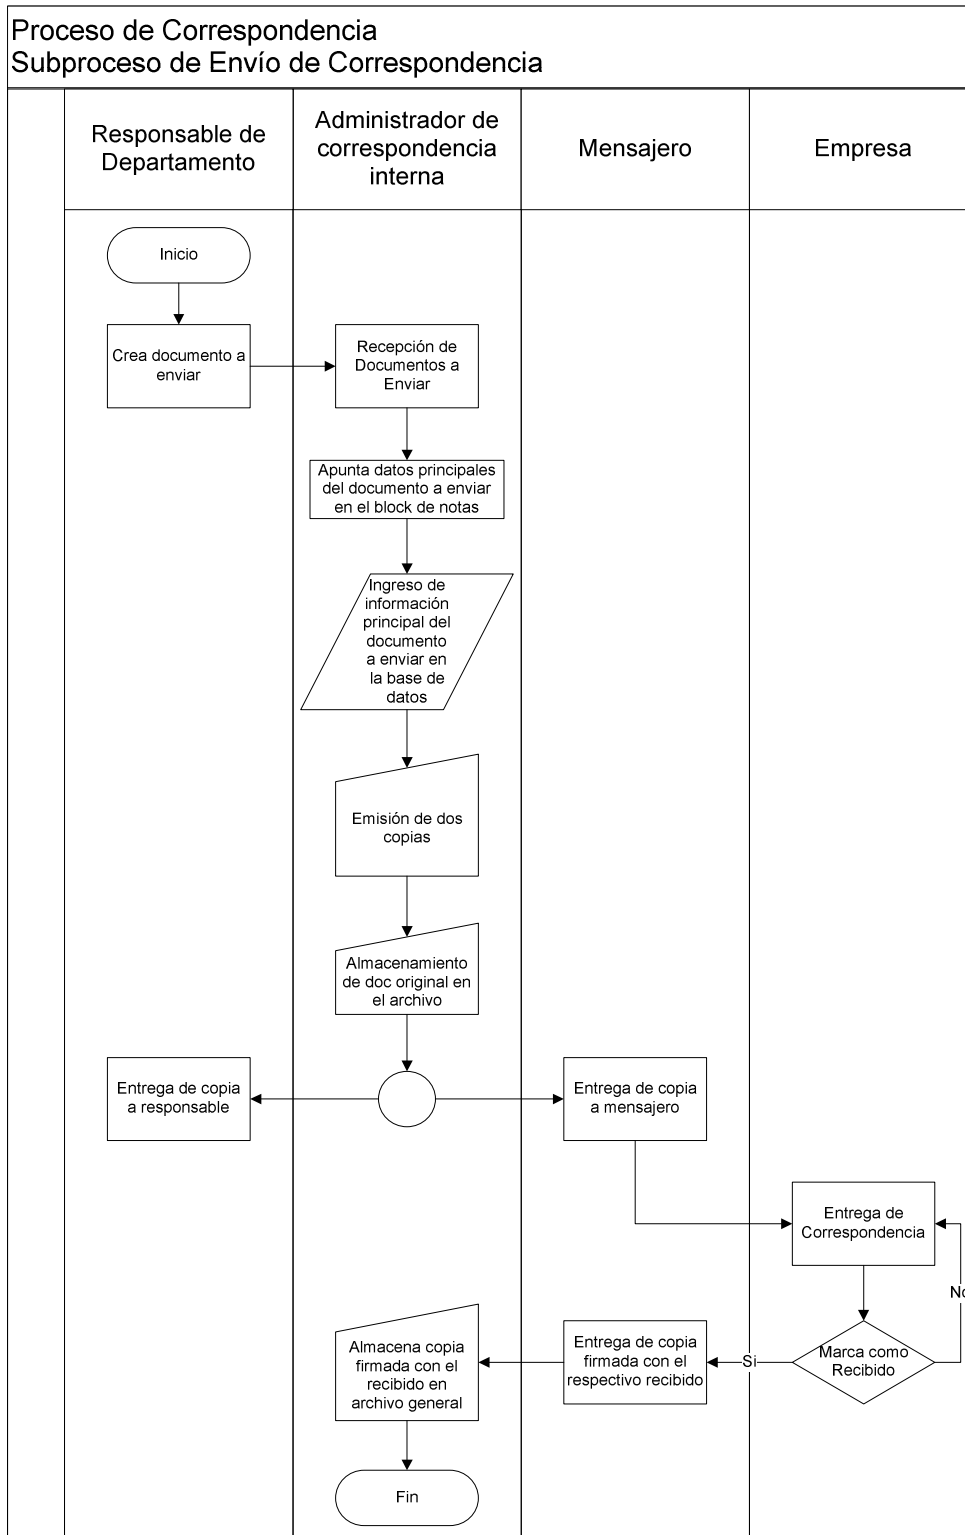 Proceso de Correspondencia
Subproceso de Envío de Correspondencia
Responsable de
Departamento
Administrador de
correspondencia
interna
Mensajero
Empresa
Inicio
Crea documento a
enviar
Recepción de
Documentos a
Enviar
Apunta datos principales
del documento a enviar
en el block de notas
Ingreso de
información
principal del
documento
a enviar en
la base de
datos
Emisión de dos
copias
Almacenamiento
de doc original en
el archivo
Entrega de copia
a responsable
Entrega de copia
a mensajero
Entrega de
Correspondencia
No
Marca como
Recibido
Si
Entrega de copia
firmada con el
respectivo recibido
Almacena copia
firmada con el
recibido en
archivo general
Fin